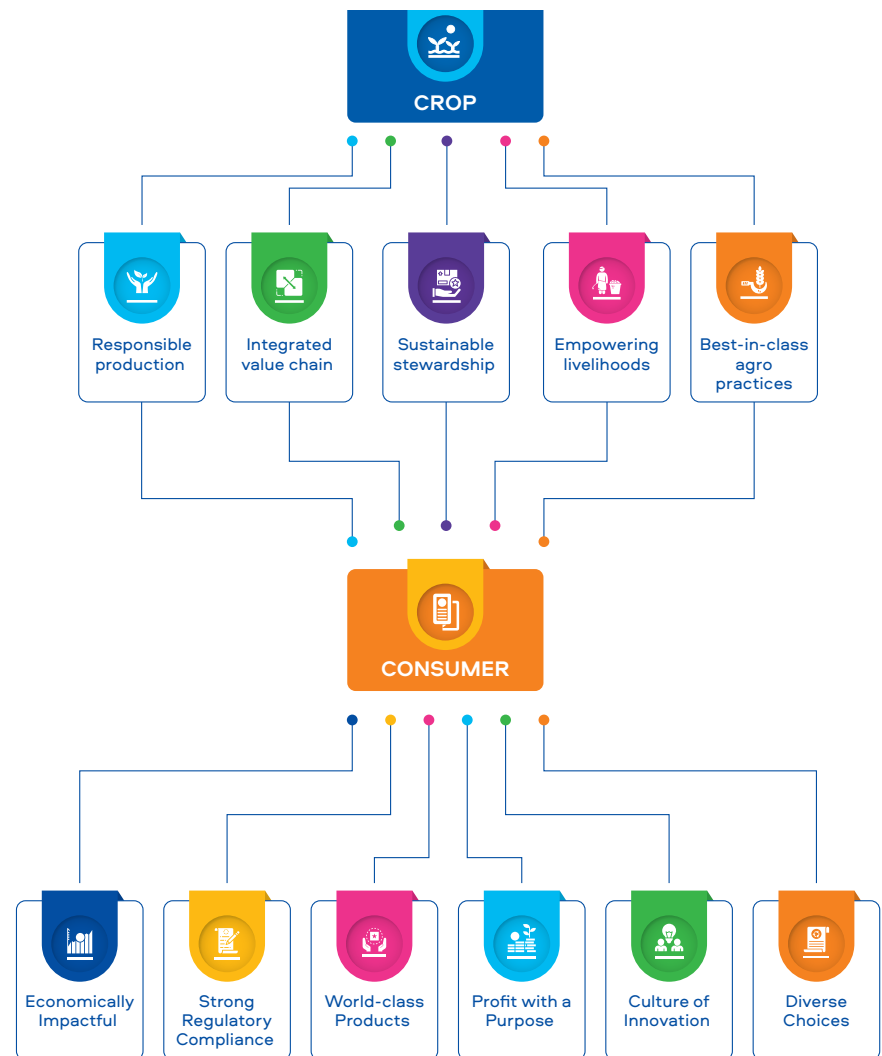 CROP
Responsible
production
Integrated
value chain
Sustainable
stewardship
Empowering
livelihoods
Best-in-class
agro
practices
CONSUMER
Economically
Impactful
Strong
Regulatory
Compliance
World-class
Products
Profit with a
Purpose
Culture of
Innovation
Diverse
Choices